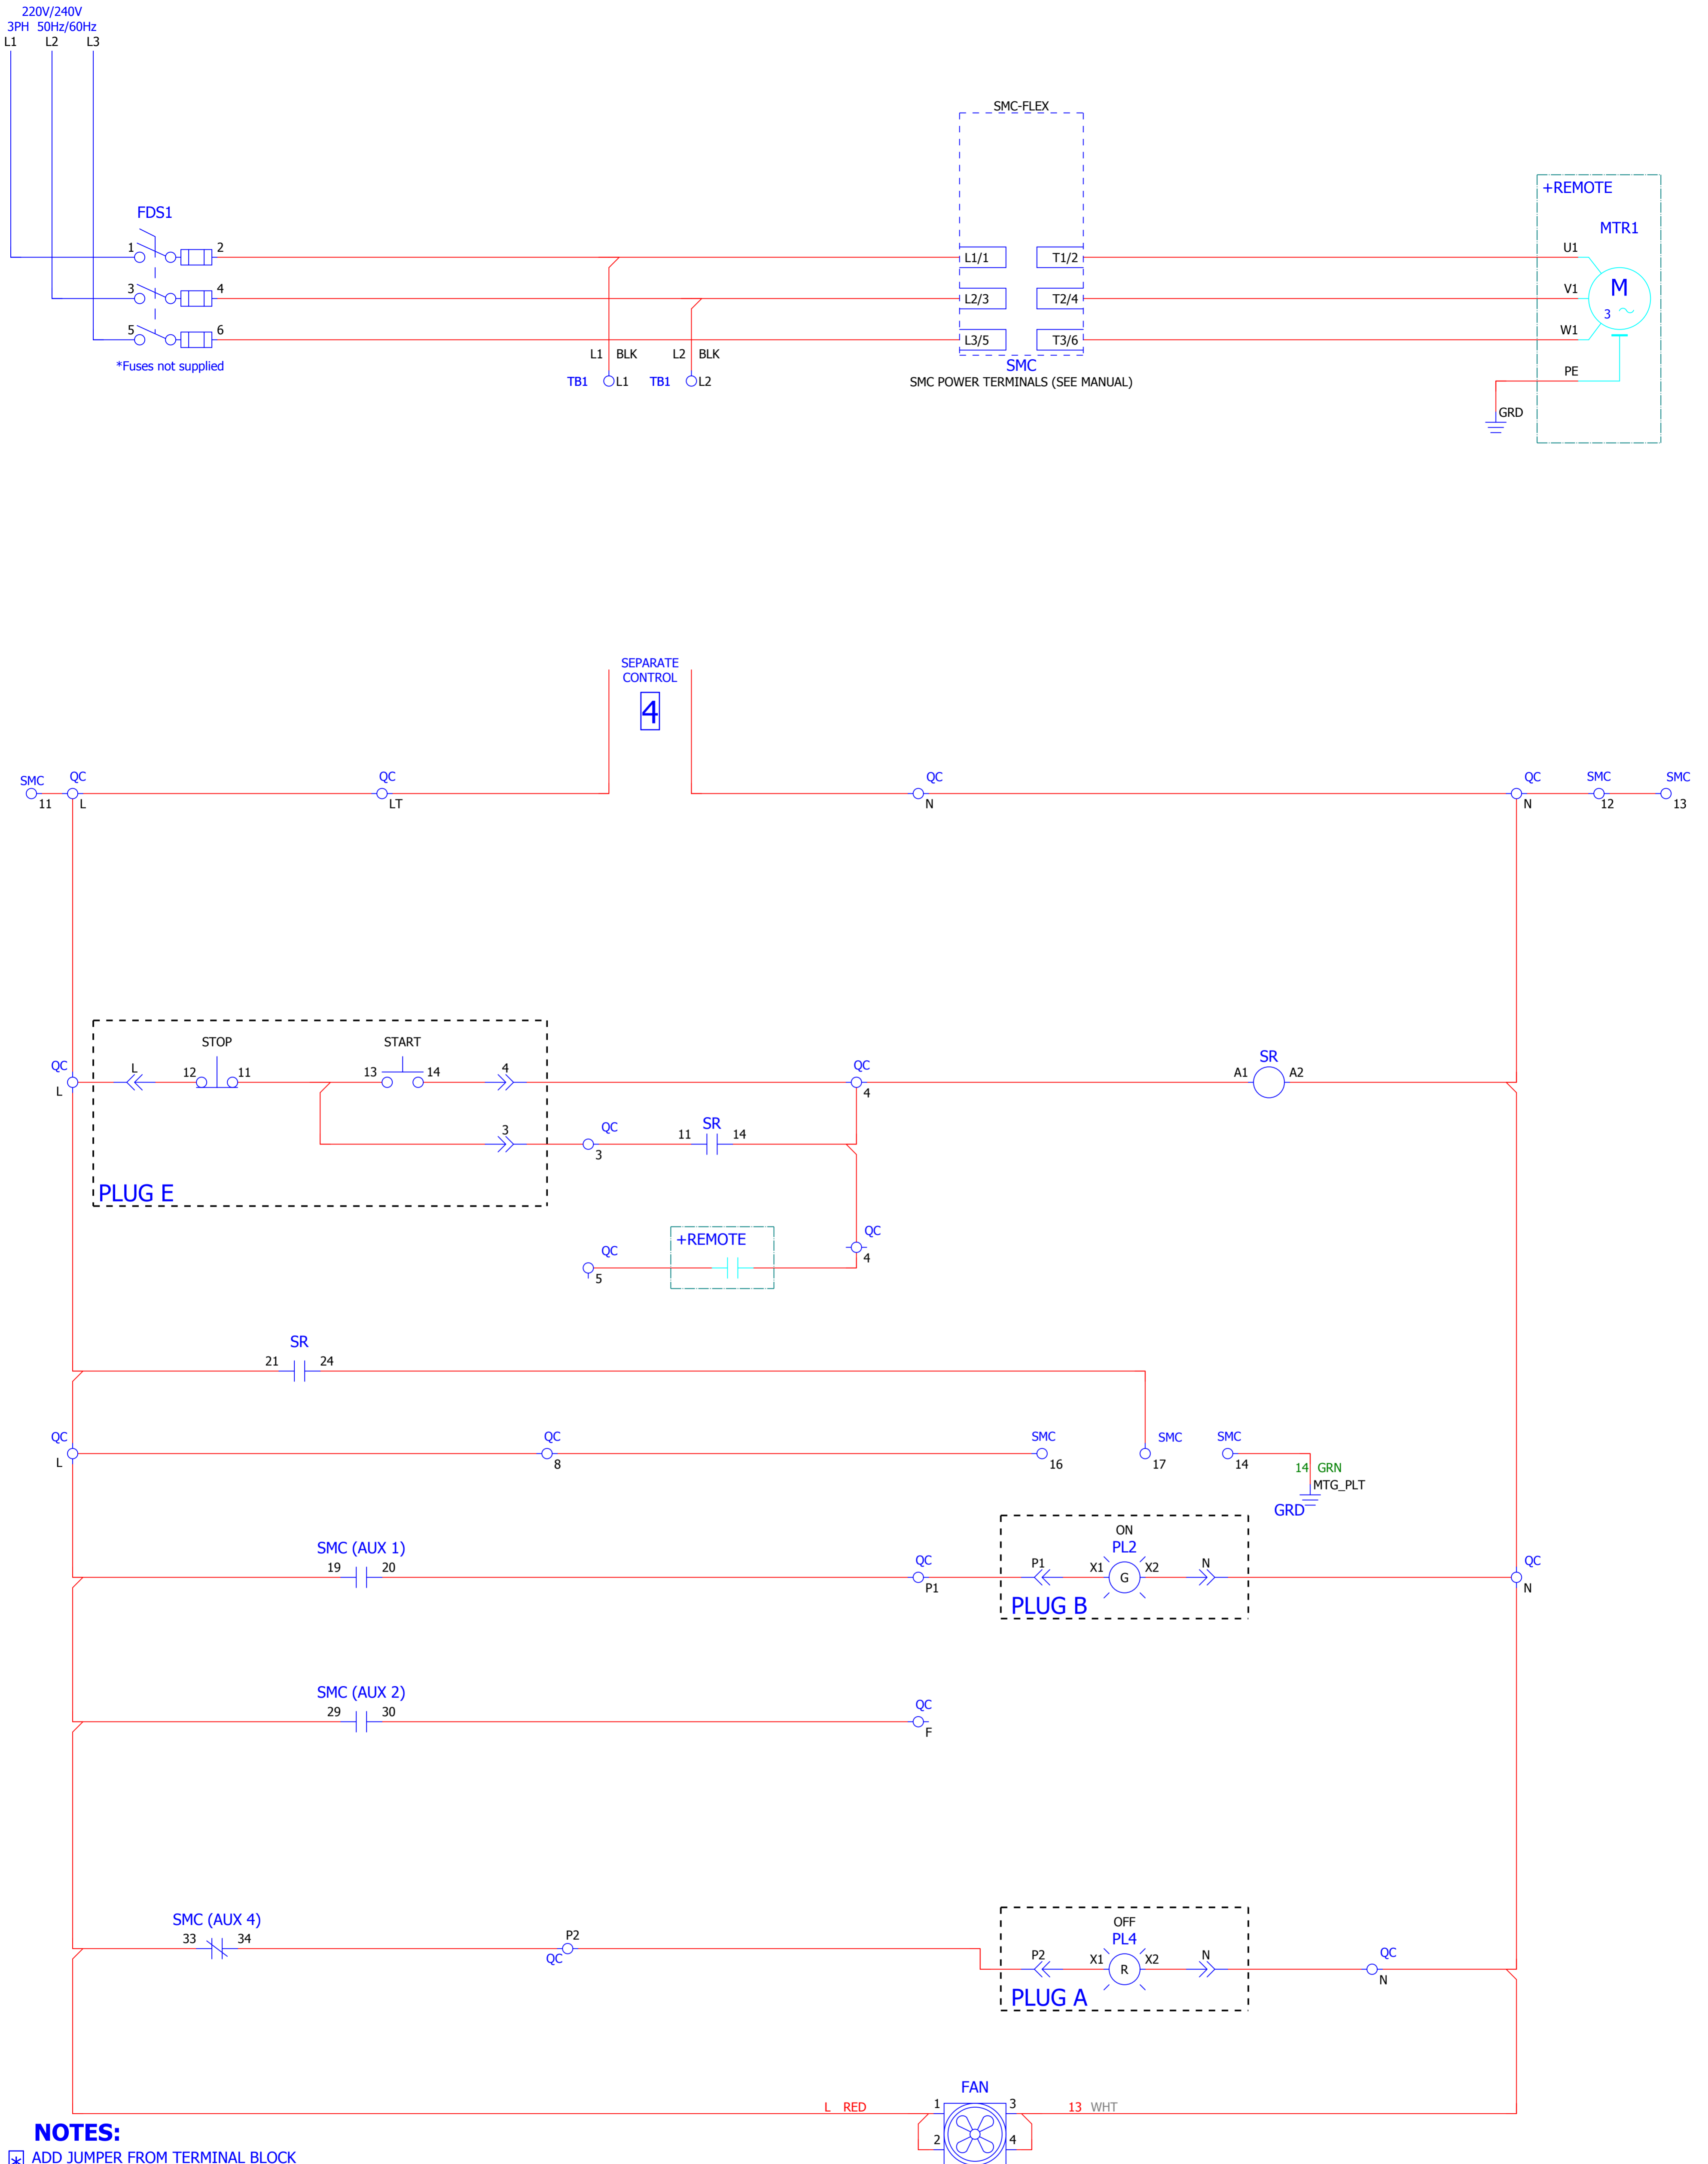 220V/240V
3PH 50Hz/60Hz
L1 L2 L3
SMC-FLEX
+REMOTE
MTR1
FDS1
1 2 L1/1 T1/2 U1
3 4 L2/3 T2/4 V1
M
3
5 6 L3/5 T3/6 W1
*Fuses not supplied
L1 BLK L2 BLK
SMC
PE
TB1 L1 TB1 L2
SMC POWER TERMINALS (SEE MANUAL)
GRD
SEPARATE
CONTROL
4
SMC QC QC QC QC SMC SMC
11 L LT N N 12 13
STOP START
QC L 12 11 13 14 4 QC SR
L 4 A1 A2
3 QC SR
11 14
3
PLUG E
QC +REMOTE QC
5 4
SR
21 24
QC QC SMC SMC SMC
L 8 16 17 14
14 GRN
MTG_PLT
GRD
ON
SMC (AUX 1) PL2
19 20 QC P1 X1 X2 N QC
G
P1 N
PLUG B
SMC (AUX 2)
29 30 QC
F
SMC (AUX 4) OFF
33 34 P2 PL4
QC P2 X1 X2 N QC
R
N
PLUG A
FAN
L RED 1 3 13 WHT
2 4
NOTES:
* ADD JUMPER FROM TERMINAL BLOCK